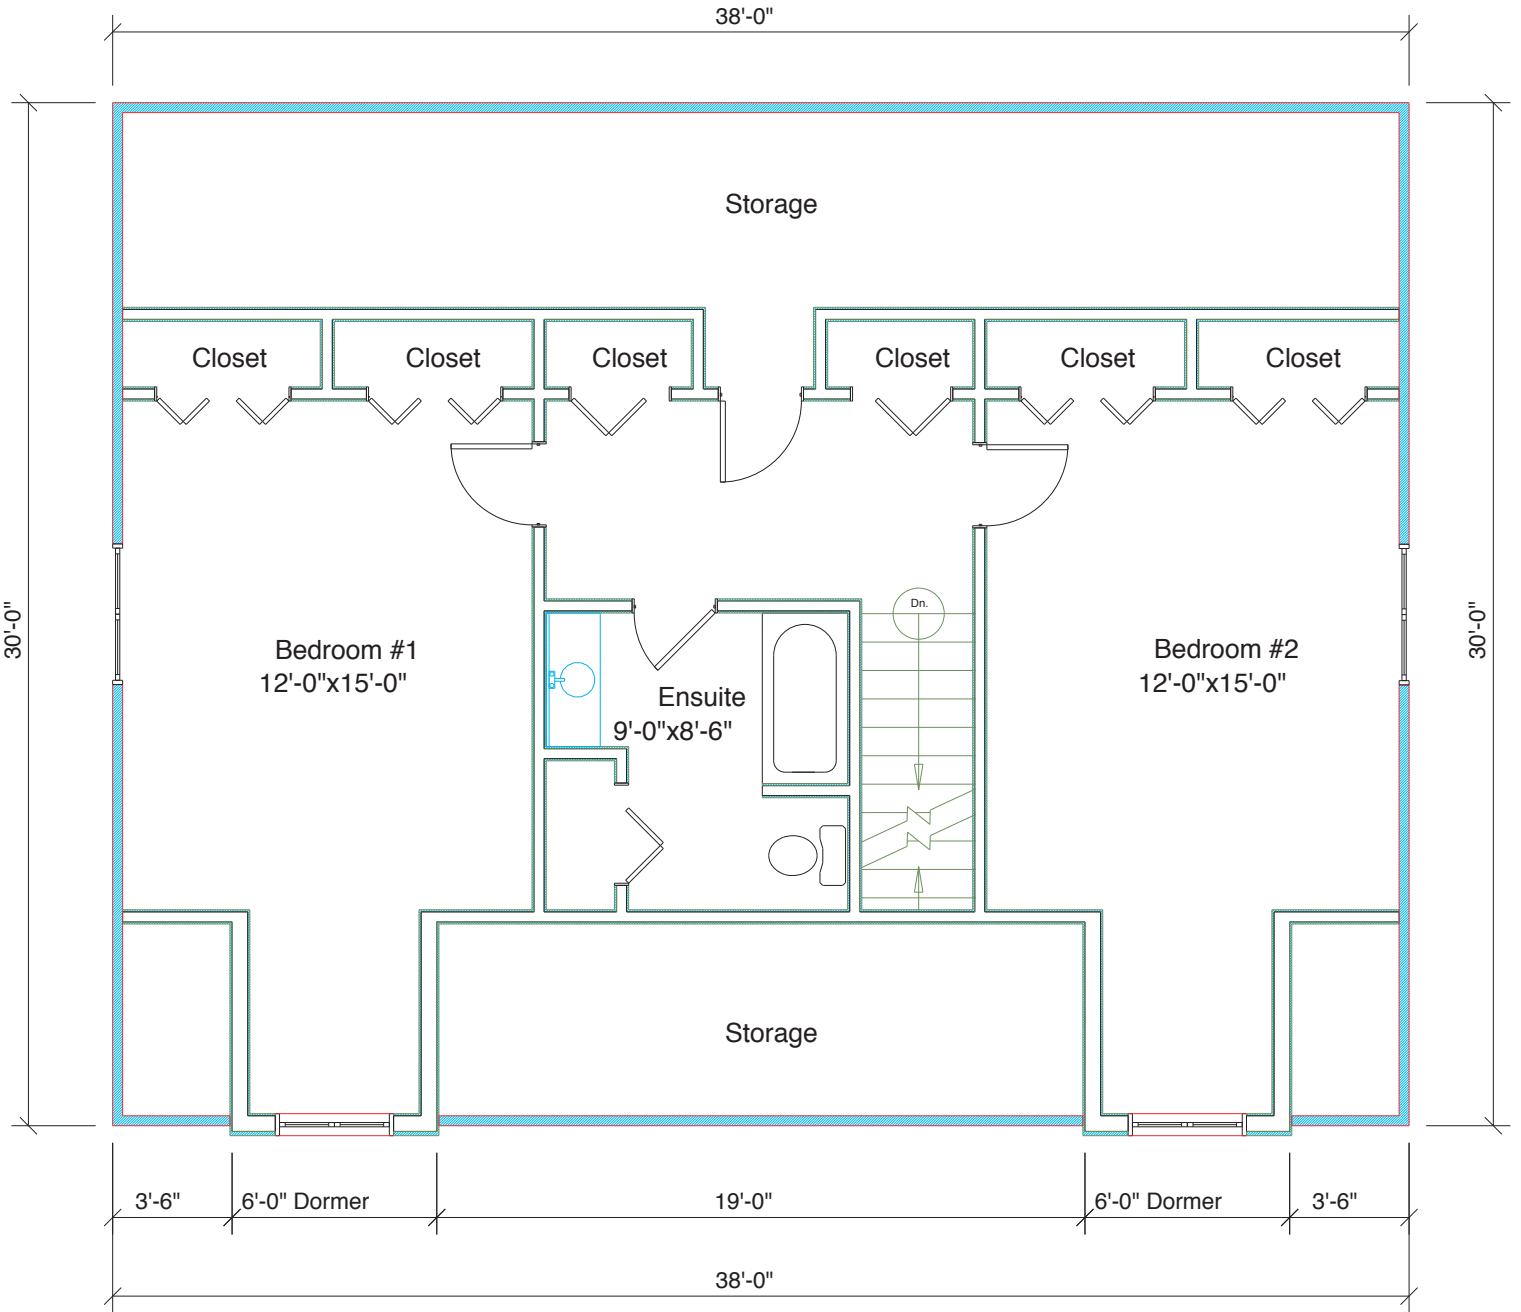 38'-0"
Storage
Closet
Closet
Closet
Closet
Closet
Closet
30'-0"
30'-0"
Dn.
Bedroom #1
12'-0"x15'-0"
Ensuite
9'-0"x8'-6"
Bedroom #2
12'-0"x15'-0"
Storage
3'-6"
6'-0" Dormer
19'-0"
6'-0" Dormer
3'-6"
38'-0"